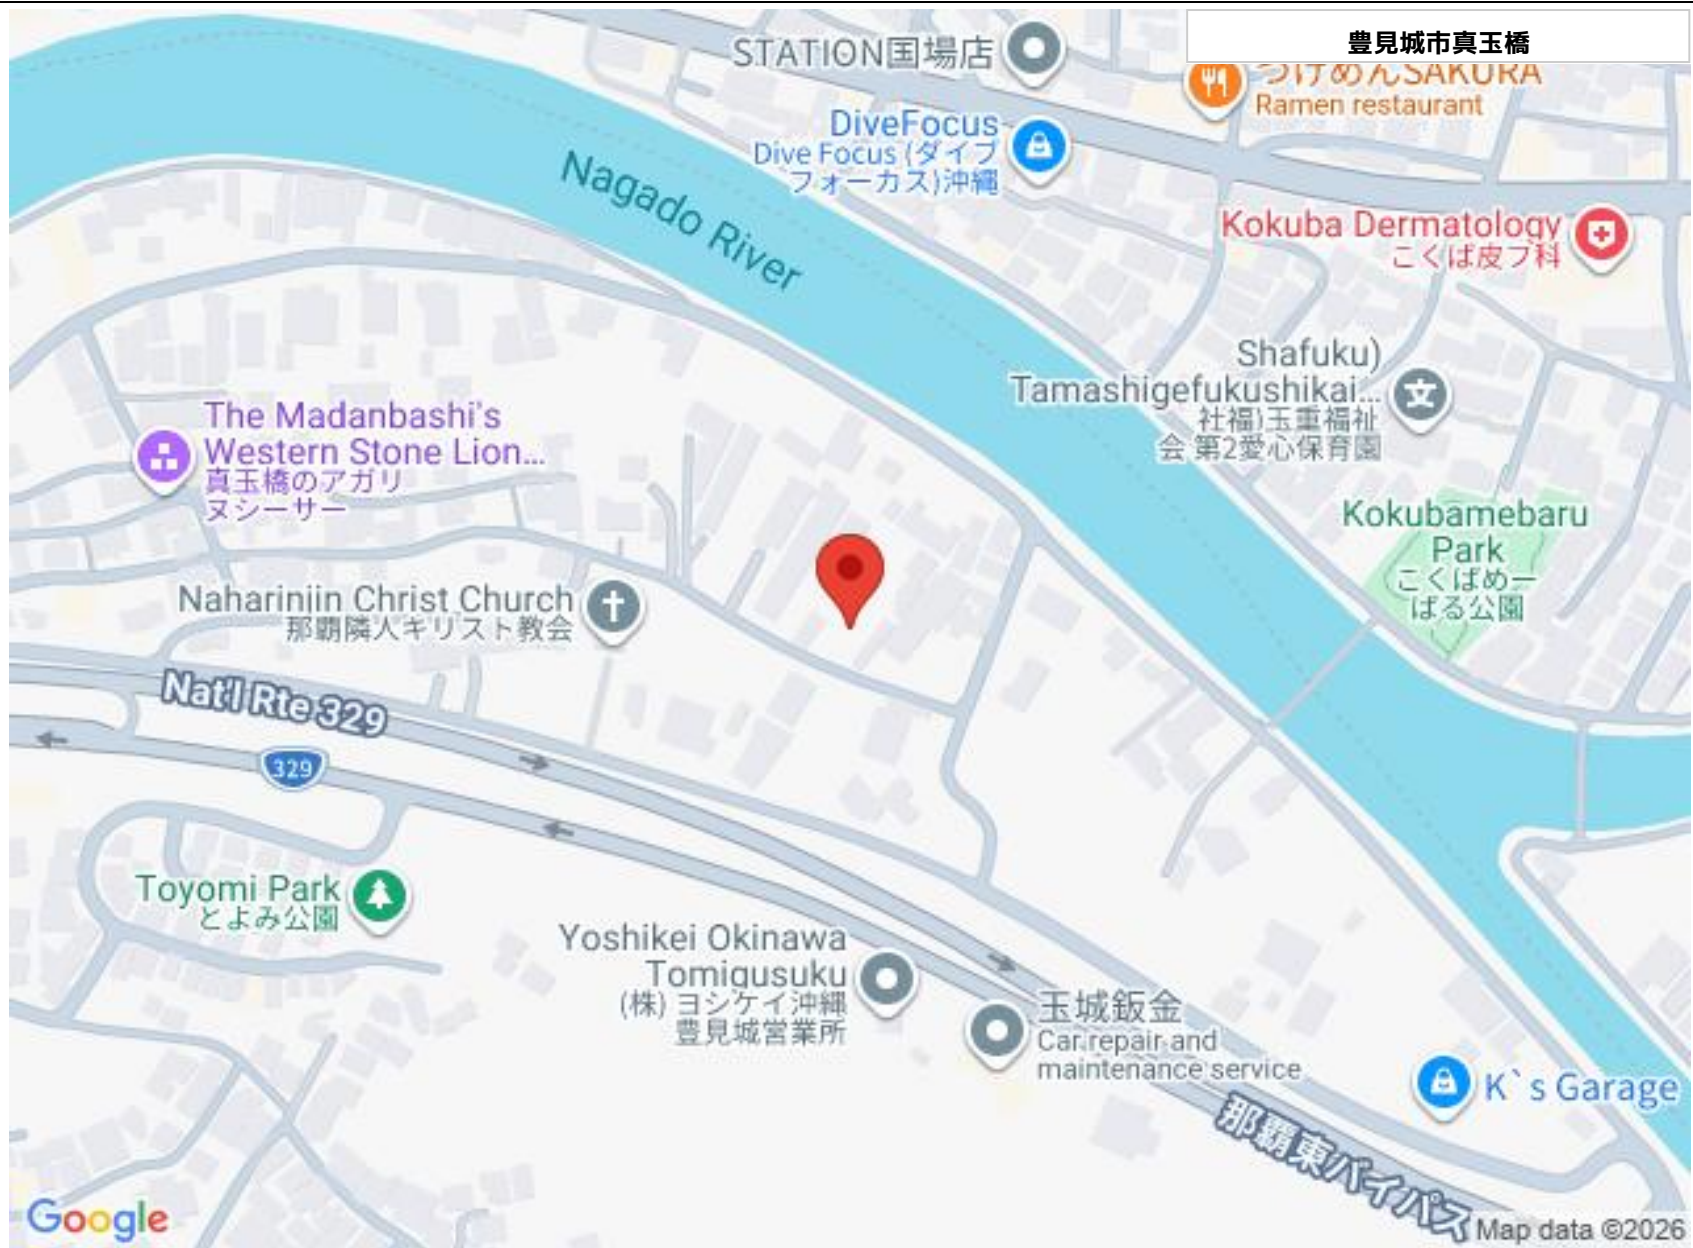 豊見城市真玉橋
STATION国場店
つけめんSAKURA
Ramen restaurant
DiveFocus
Dive Focus (ダイブ
フォーカス)沖縄
Nagado River
Kokuba Dermatology
こくば皮フ科
Shafuku)
Tamashigefukushikai...
社福)玉重福祉
会 第2愛心保育園
The Madanbashi's
Western Stone Lion...
真玉橋のアガリ
ヌシーサー
Kokubamebaru
Park
こくばめー
ばる公園
Nahariniin Christ Church
那覇隣人キリスト教会
Nat'l Rte 329
329
Toyomi Park
とよみ公園
Yoshikei Okinawa
Tomigusuku
(株) ヨシケイ沖縄
豊見城営業所
玉城鈑金
Car repair and
maintenance service
K`s Garage
那覇東バイパス
Google
Map data ©2026